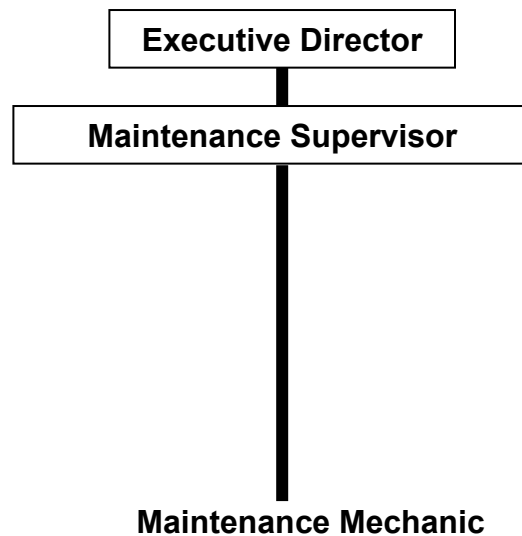 Executive Director
Maintenance Supervisor
Maintenance Mechanic